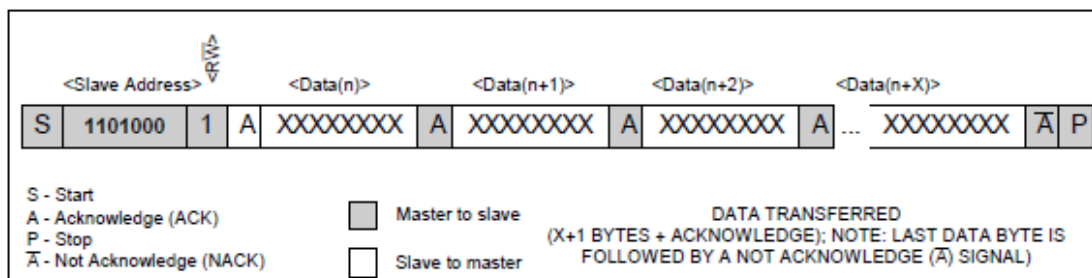 <RW̅>
<Slave Address> <Data(n)> <Data(n+1)> <Data(n+2)> <Data(n+X)>
S 1101000 1 A XXXXXXXX A XXXXXXXX A XXXXXXXX A ... XXXXXXXX A̅ P
S - Start
A - Acknowledge (ACK)
P - Stop
A̅ - Not Acknowledge (NACK)
Master to slave
Slave to master
DATA TRANSFERRED
(X+1 BYTES + ACKNOWLEDGE); NOTE: LAST DATA BYTE IS
FOLLOWED BY A NOT ACKNOWLEDGE (A̅) SIGNAL)